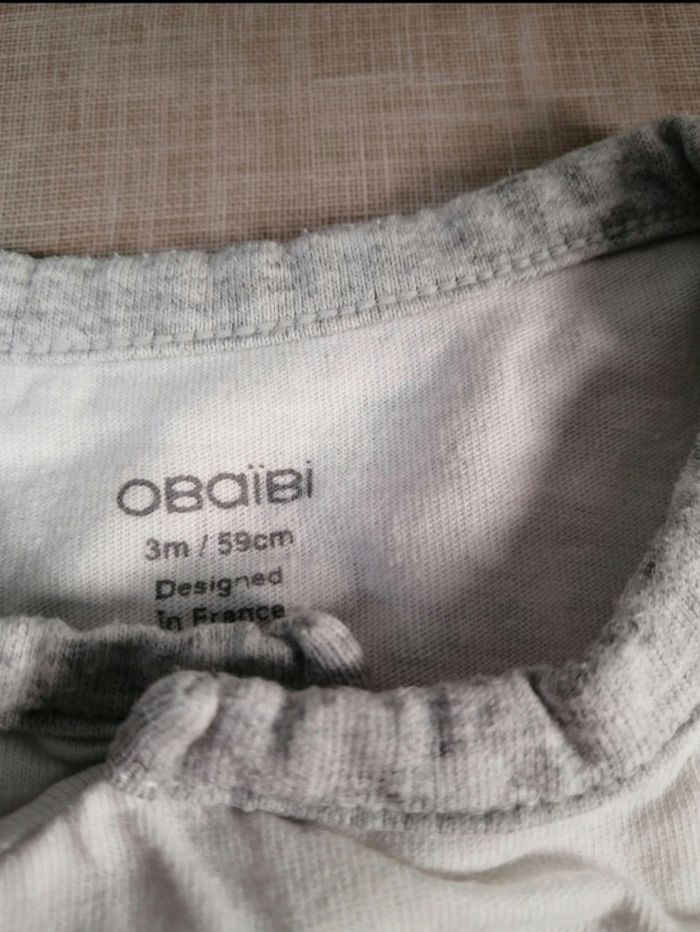 OBaïBi
3m / 59cm
Designed
In France